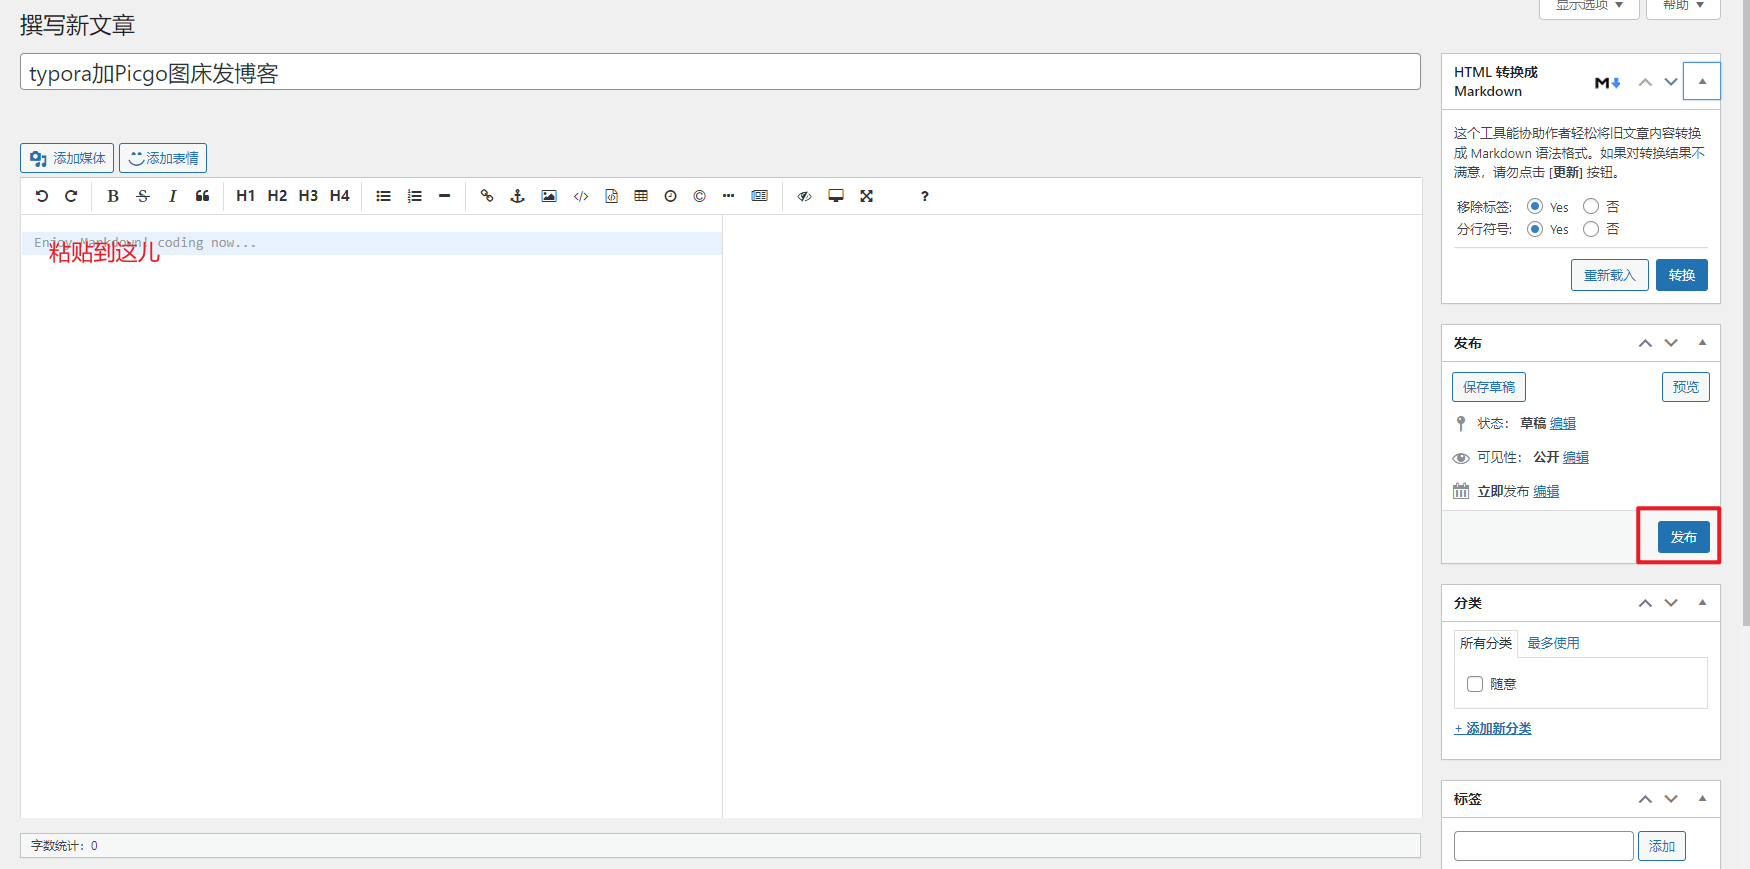 撰写新文章
显示选项
帮助
typora加Picgo图床发博客
添加媒体
添加表情
B S I H1 H2 H3 H4 ?
Enjoy Markdown! coding now...
粘贴到这儿
字数统计：0
HTML 转换成
Markdown
M
这个工具能协助作者轻松将旧文章内容转换
成 Markdown 语法格式。如果对转换结果不
满意，请勿点击 [更新] 按钮。
移除标签: Yes 否
分行符号: Yes 否
重新载入
转换
发布
保存草稿
预览
状态： 草稿 编辑
可见性： 公开 编辑
立即发布 编辑
发布
分类
所有分类
最多使用
随意
+ 添加新分类
标签
添加